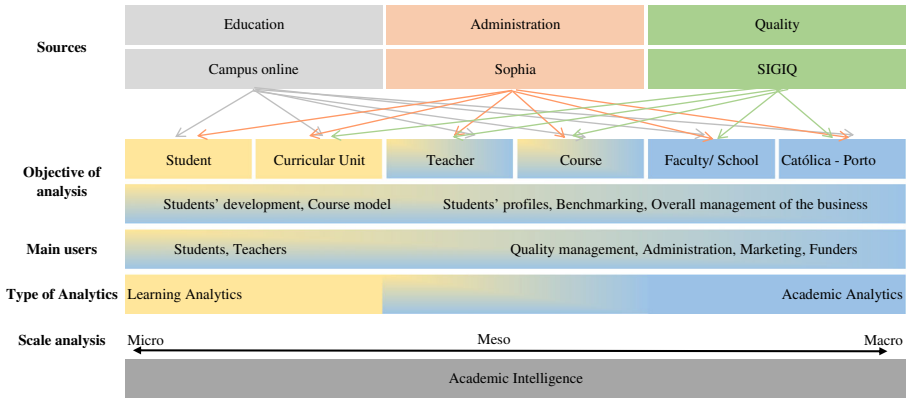 Education
Administration
Quality
Sources
Campus online
Sophia
SIGIQ
Student
Curricular Unit
Teacher
Course
Faculty/ School
Católica - Porto
Objective of
analysis
Students’ development, Course model
Students’ profiles, Benchmarking, Overall management of the business
Main users
Students, Teachers
Quality management, Administration, Marketing, Funders
Type of Analytics
Learning Analytics
Academic Analytics
Scale analysis
Micro
Meso
Macro
Academic Intelligence